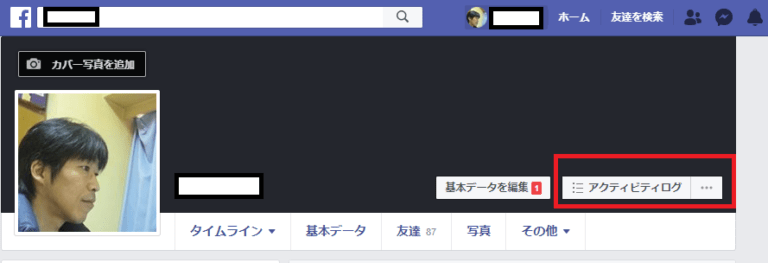 ホーム 友達を検索
カバー写真を追加
基本データを編集 1 アクティビティログ ...
タイムライン 基本データ 友達 87 写真 その他